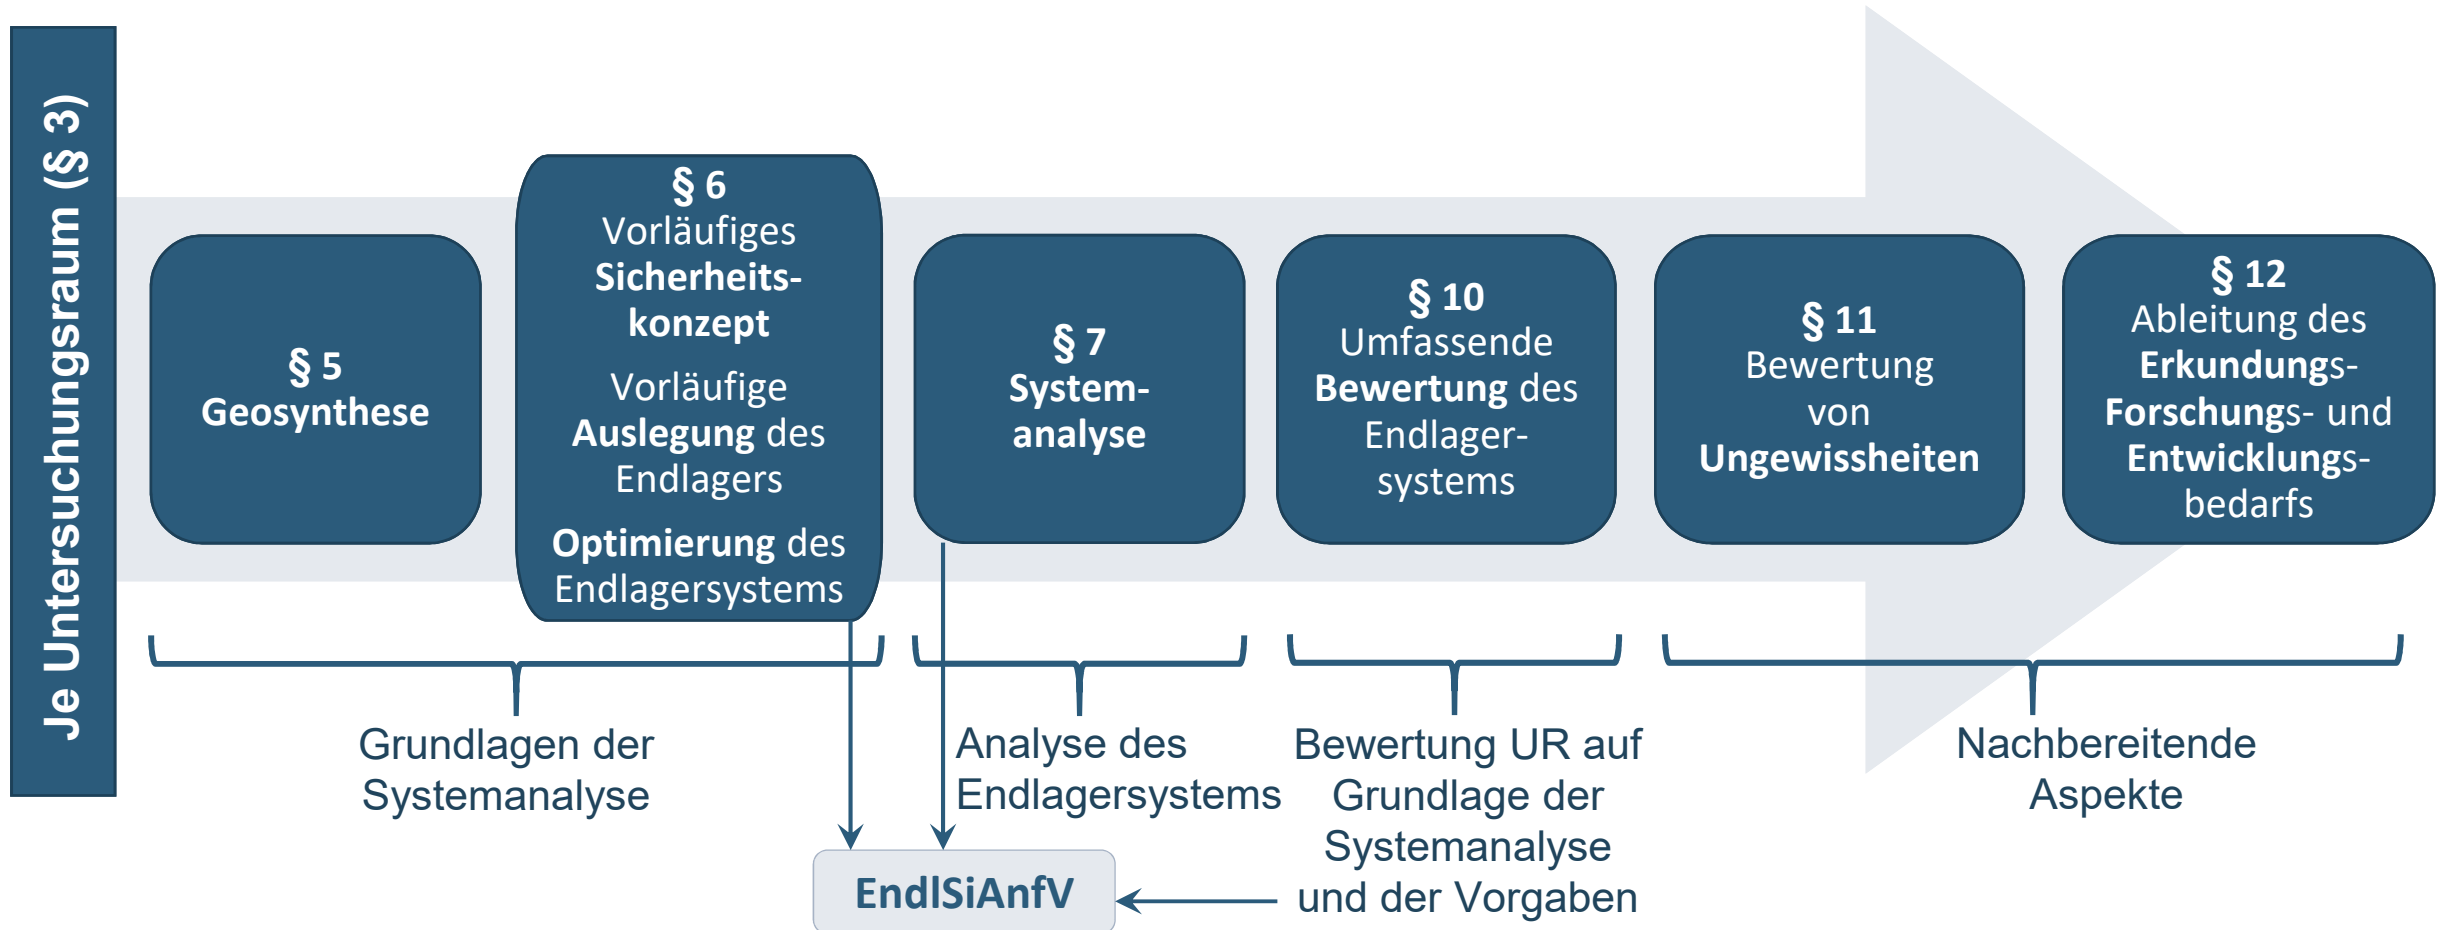 Je Untersuchungsraum (§ 3)
§ 5
Geosynthese
§ 6
Vorläufiges
Sicherheits-
konzept
Vorläufige
Auslegung des
Endlagers
Optimierung des
Endlagersystems
§ 7
System-
analyse
§ 10
Umfassende
Bewertung des
Endlager-
systems
§ 11
Bewertung
von
Ungewissheiten
§ 12
Ableitung des
Erkundungs-
Forschungs- und
Entwicklungs-
bedarfs
Grundlagen der
Systemanalyse
Analyse des
Endlagersystems
Bewertung UR auf
Grundlage der
Systemanalyse
und der Vorgaben
Nachbereitende
Aspekte
EndlSiAnfV